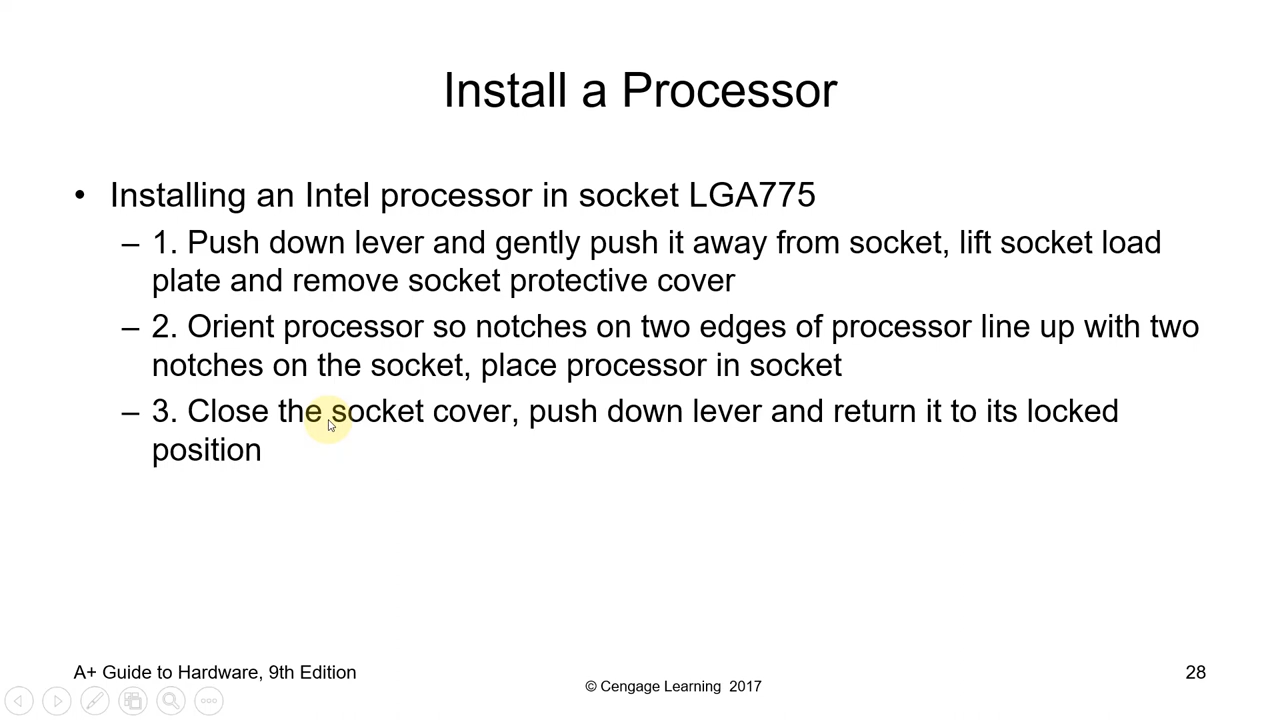 Install a Processor
• Installing an Intel processor in socket LGA775
– 1. Push down lever and gently push it away from socket, lift socket load
plate and remove socket protective cover
– 2. Orient processor so notches on two edges of processor line up with two
notches on the socket, place processor in socket
– 3. Close the socket cover, push down lever and return it to its locked
position
A+ Guide to Hardware, 9th Edition
© Cengage Learning 2017
28